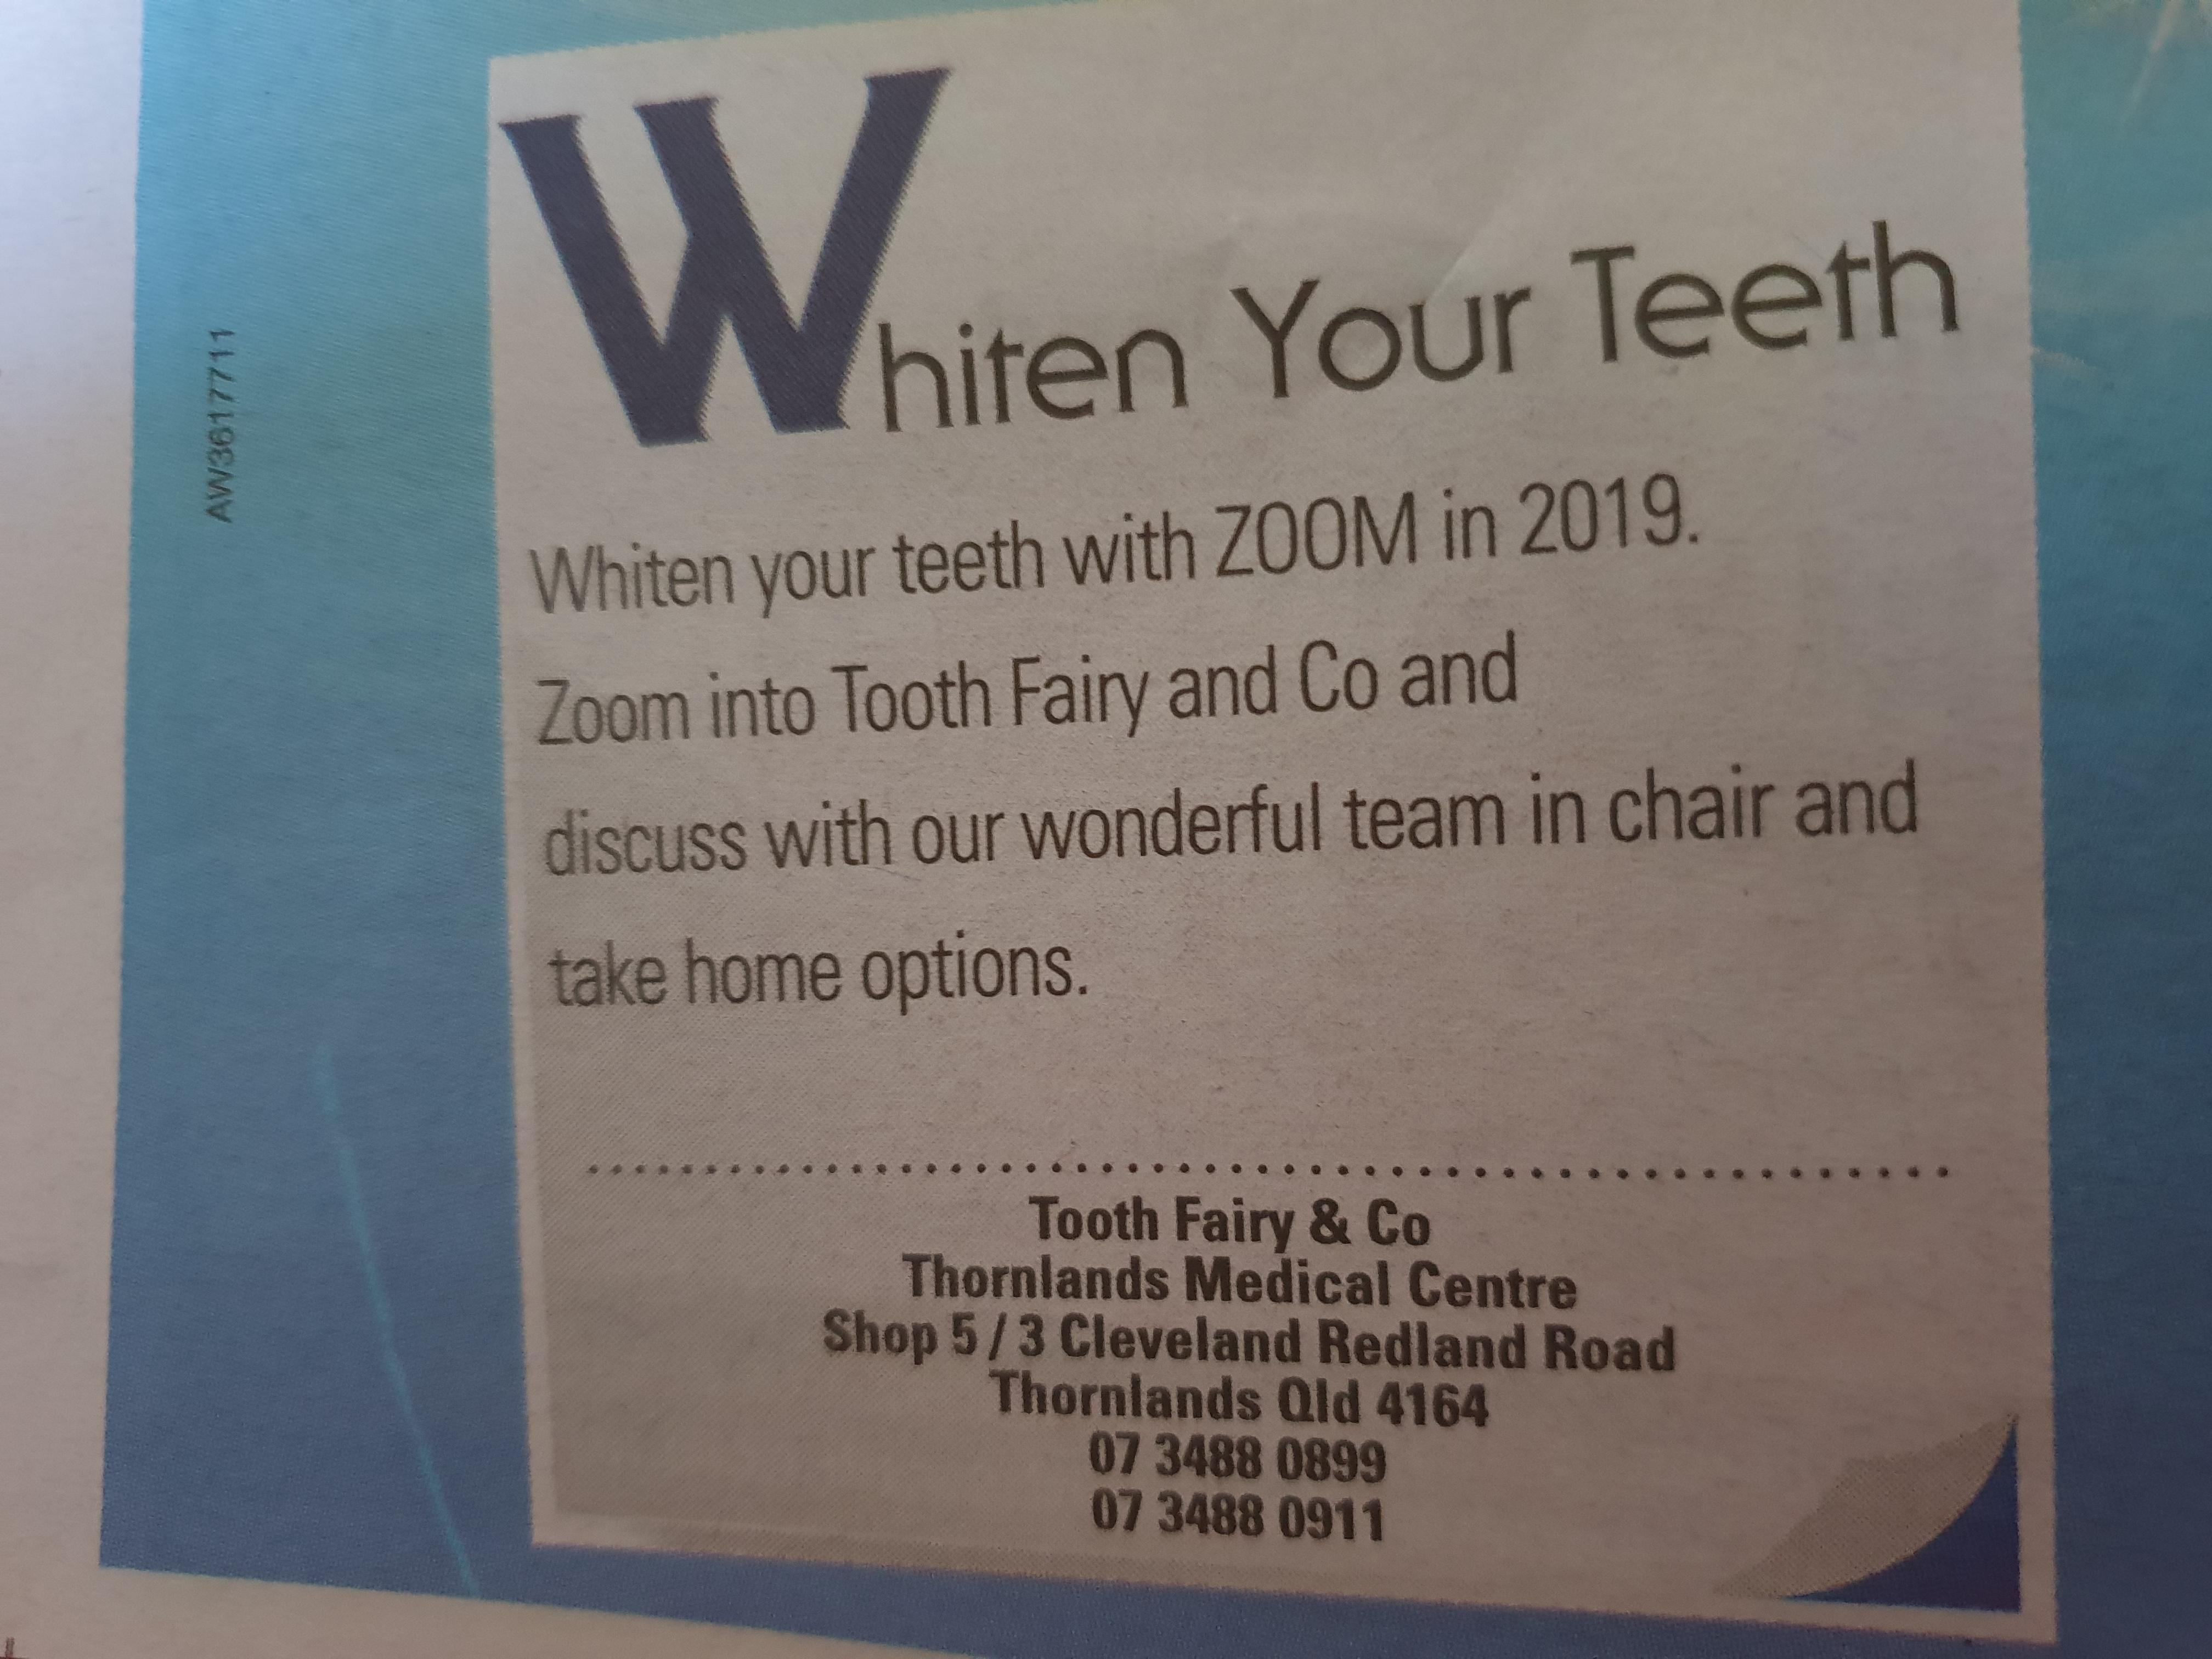 AW3617711
Whiten Your Teeth
Whiten your teeth with ZOOM in 2019.
Zoom into Tooth Fairy and Co and
discuss with our wonderful team in chair and
take home options.
Tooth Fairy & Co
Thornlands Medical Centre
Shop 5 / 3 Cleveland Redland Road
Thornlands Qld 4164
07 3488 0899
07 3488 0911